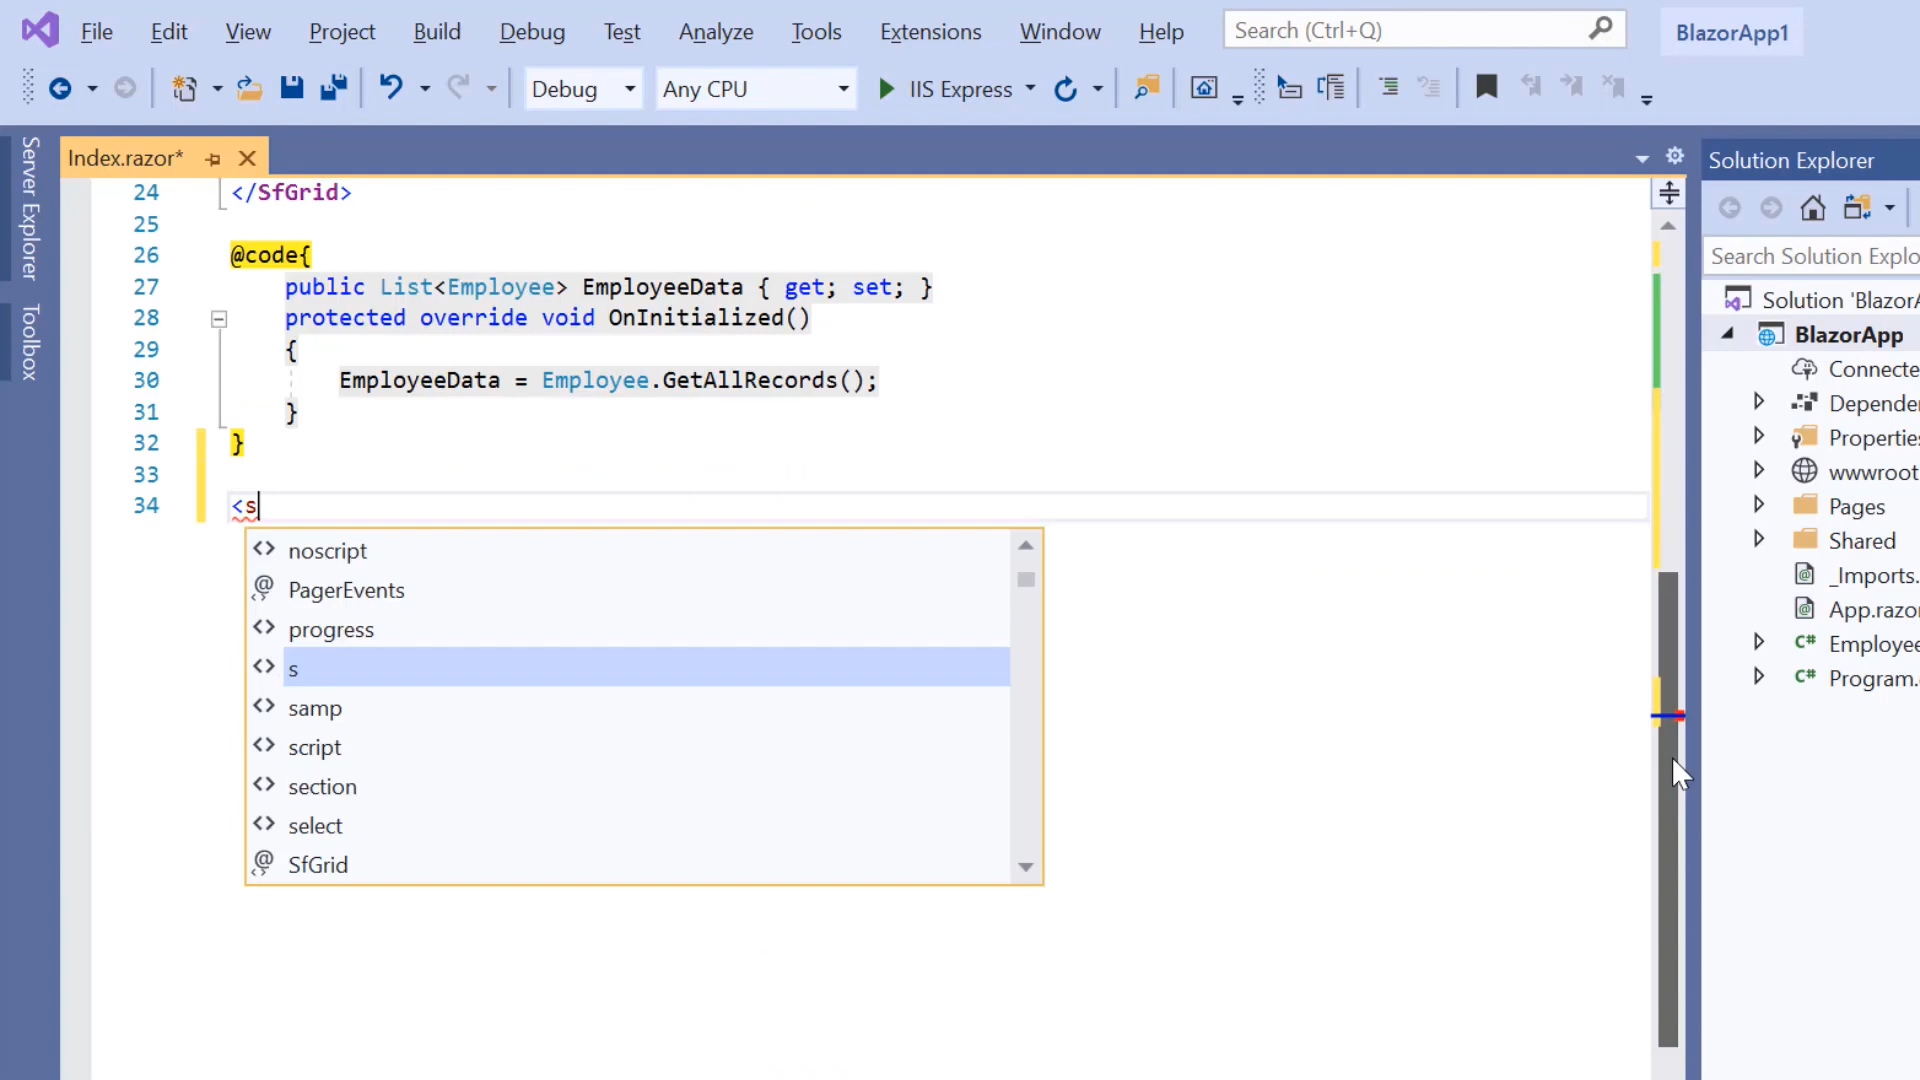 File Edit View Project Build Debug Test Analyze Tools Extensions Window Help Search (Ctrl+Q) BlazorApp1
Debug Any CPU IIS Express
Server Explorer
Toolbox
Index.razor*
24 </SfGrid>
25
26 @code{
27 public List<Employee> EmployeeData { get; set; }
28 protected override void OnInitialized()
29 {
30 EmployeeData = Employee.GetAllRecords();
31 }
32 }
33
34 <s
noscript
PagerEvents
progress
s
samp
script
section
select
SfGrid
Solution Explorer
Search Solution Explo
Solution 'Blazor
BlazorApp
Connecte
Depende
Properties
wwwroot
Pages
Shared
_Imports.
App.razor
C# Employee
C# Program.